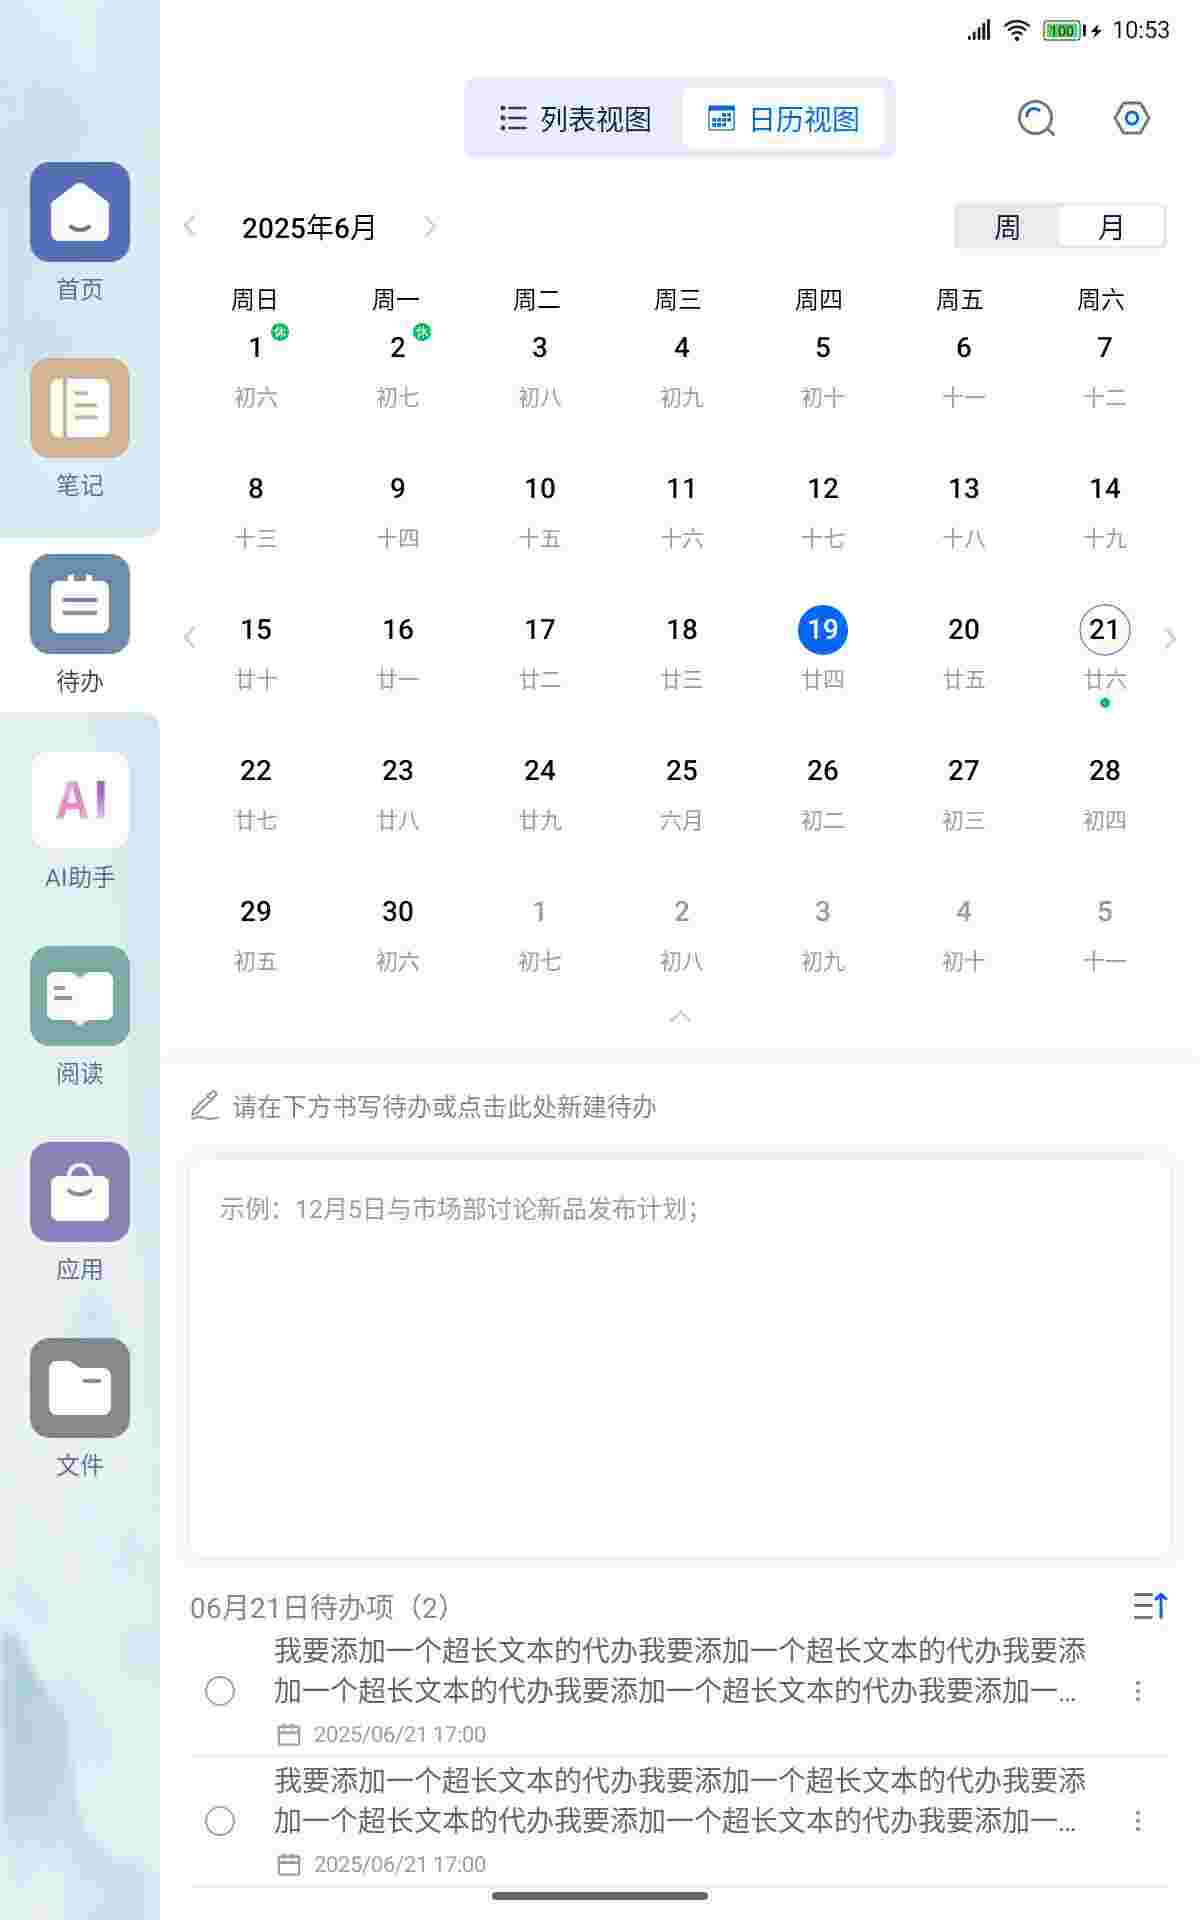 100 10:53
列表视图 日历视图
2025年6月
周 月
周日 周一 周二 周三 周四 周五 周六
休 休
1 2 3 4 5 6 7
初六 初七 初八 初九 初十 十一 十二
8 9 10 11 12 13 14
十三 十四 十五 十六 十七 十八 十九
15 16 17 18 19 20 21
廿十 廿一 廿二 廿三 廿四 廿五 廿六
22 23 24 25 26 27 28
廿七 廿八 廿九 六月 初二 初三 初四
29 30 1 2 3 4 5
初五 初六 初七 初八 初九 初十 十一
请在下方书写待办或点击此处新建待办
示例：12月5日与市场部讨论新品发布计划；
06月21日待办项（2）
我要添加一个超长文本的代办我要添加一个超长文本的代办我要添
加一个超长文本的代办我要添加一个超长文本的代办我要添加一...
2025/06/21 17:00
我要添加一个超长文本的代办我要添加一个超长文本的代办我要添
加一个超长文本的代办我要添加一个超长文本的代办我要添加一...
2025/06/21 17:00
首页
笔记
待办
AI
AI助手
阅读
应用
文件